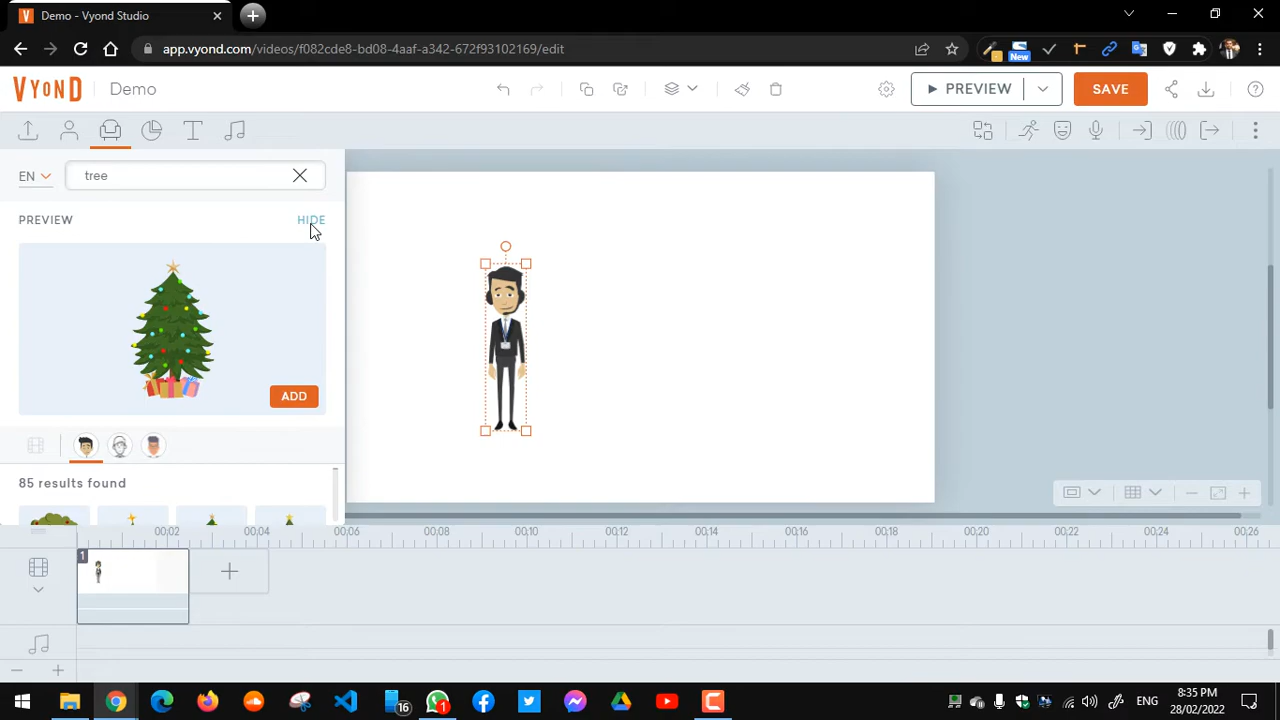 Demo - Vyond Studio
app.vyond.com/videos/f082cde8-bd08-4aaf-a342-672f93102169/edit
New
VYOND
Demo
PREVIEW
SAVE
EN
tree
PREVIEW
HIDE
ADD
85 results found
00:02
00:06
00:08
00:10
00:12
00:14
00:16
00:18
00:20
00:22
00:24
00:26
1
16
1
ENG
8:35 PM
28/02/2022